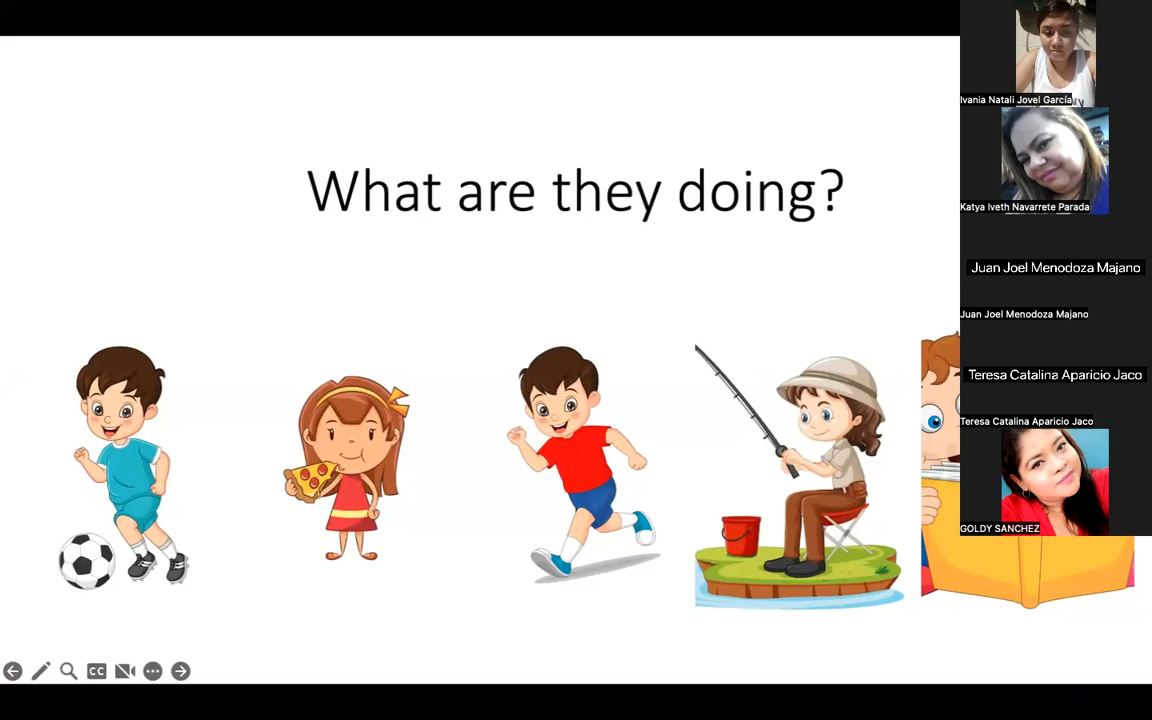 What are they doing?
Ivania Natali Jovel García
Katya Iveth Navarrete Parada
Juan Joel Menodoza Majano
Juan Joel Menodoza Majano
Teresa Catalina Aparicio Jaco
Teresa Catalina Aparicio Jaco
GOLDY SANCHEZ
CC